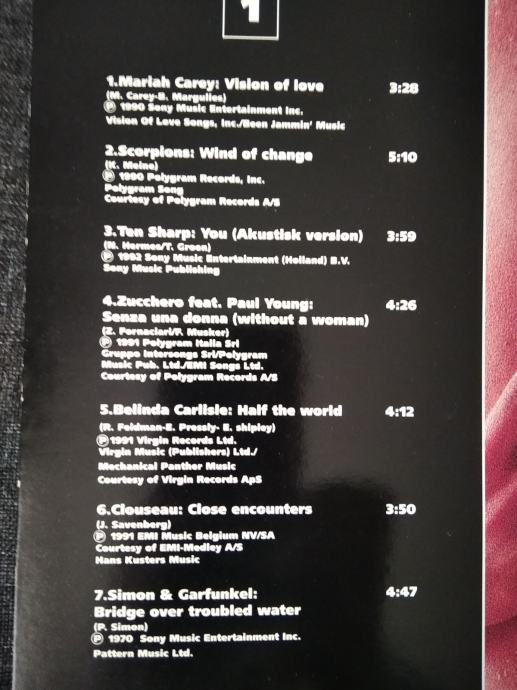 1
1.Mariah Carey: Vision of love 3:28
(M. Carey-B. Margulies)
Ⓟ 1990 Sony Music Entertainment Inc.
Vision Of Love Songs, Inc./Been Jammin' Music
2.Scorpions: Wind of change 5:10
(K. Meine)
Ⓟ 1990 Polygram Records, Inc.
Polygram Song
Courtesy of Polygram Records A/S
3.Ten Sharp: You (Akustisk version) 3:59
(N. Hermes/T. Groen)
Ⓟ 1992 Sony Music Entertainment (Holland) B.V.
Sony Music Publishing
4.Zucchero feat. Paul Young: 4:26
Senza una donna (without a woman)
(Z. Fornaciari/F. Musker)
Ⓟ 1991 Polygram Italia Srl
Gruppo Intersongs Srl/Polygram
Music Pub. Ltd./EMI Songs Ltd.
Courtesy of Polygram Records A/S
5.Belinda Carlisle: Half the world 4:12
(R. Feldman-E. Pressly- E. shipley)
Ⓟ1991 Virgin Records Ltd.
Virgin Music (Publishers) Ltd./
Mechanical Panther Music
Courtesy of Virgin Records ApS
6.Clouseau: Close encounters 3:50
(J. Savenberg)
Ⓟ 1991 EMI Music Belgium NV/SA
Courtesy of EMI-Medley A/S
Hans Kusters Music
7.Simon & Garfunkel: 4:47
Bridge over troubled water
(P. Simon)
Ⓟ 1970 Sony Music Entertainment Inc.
Pattern Music Ltd.